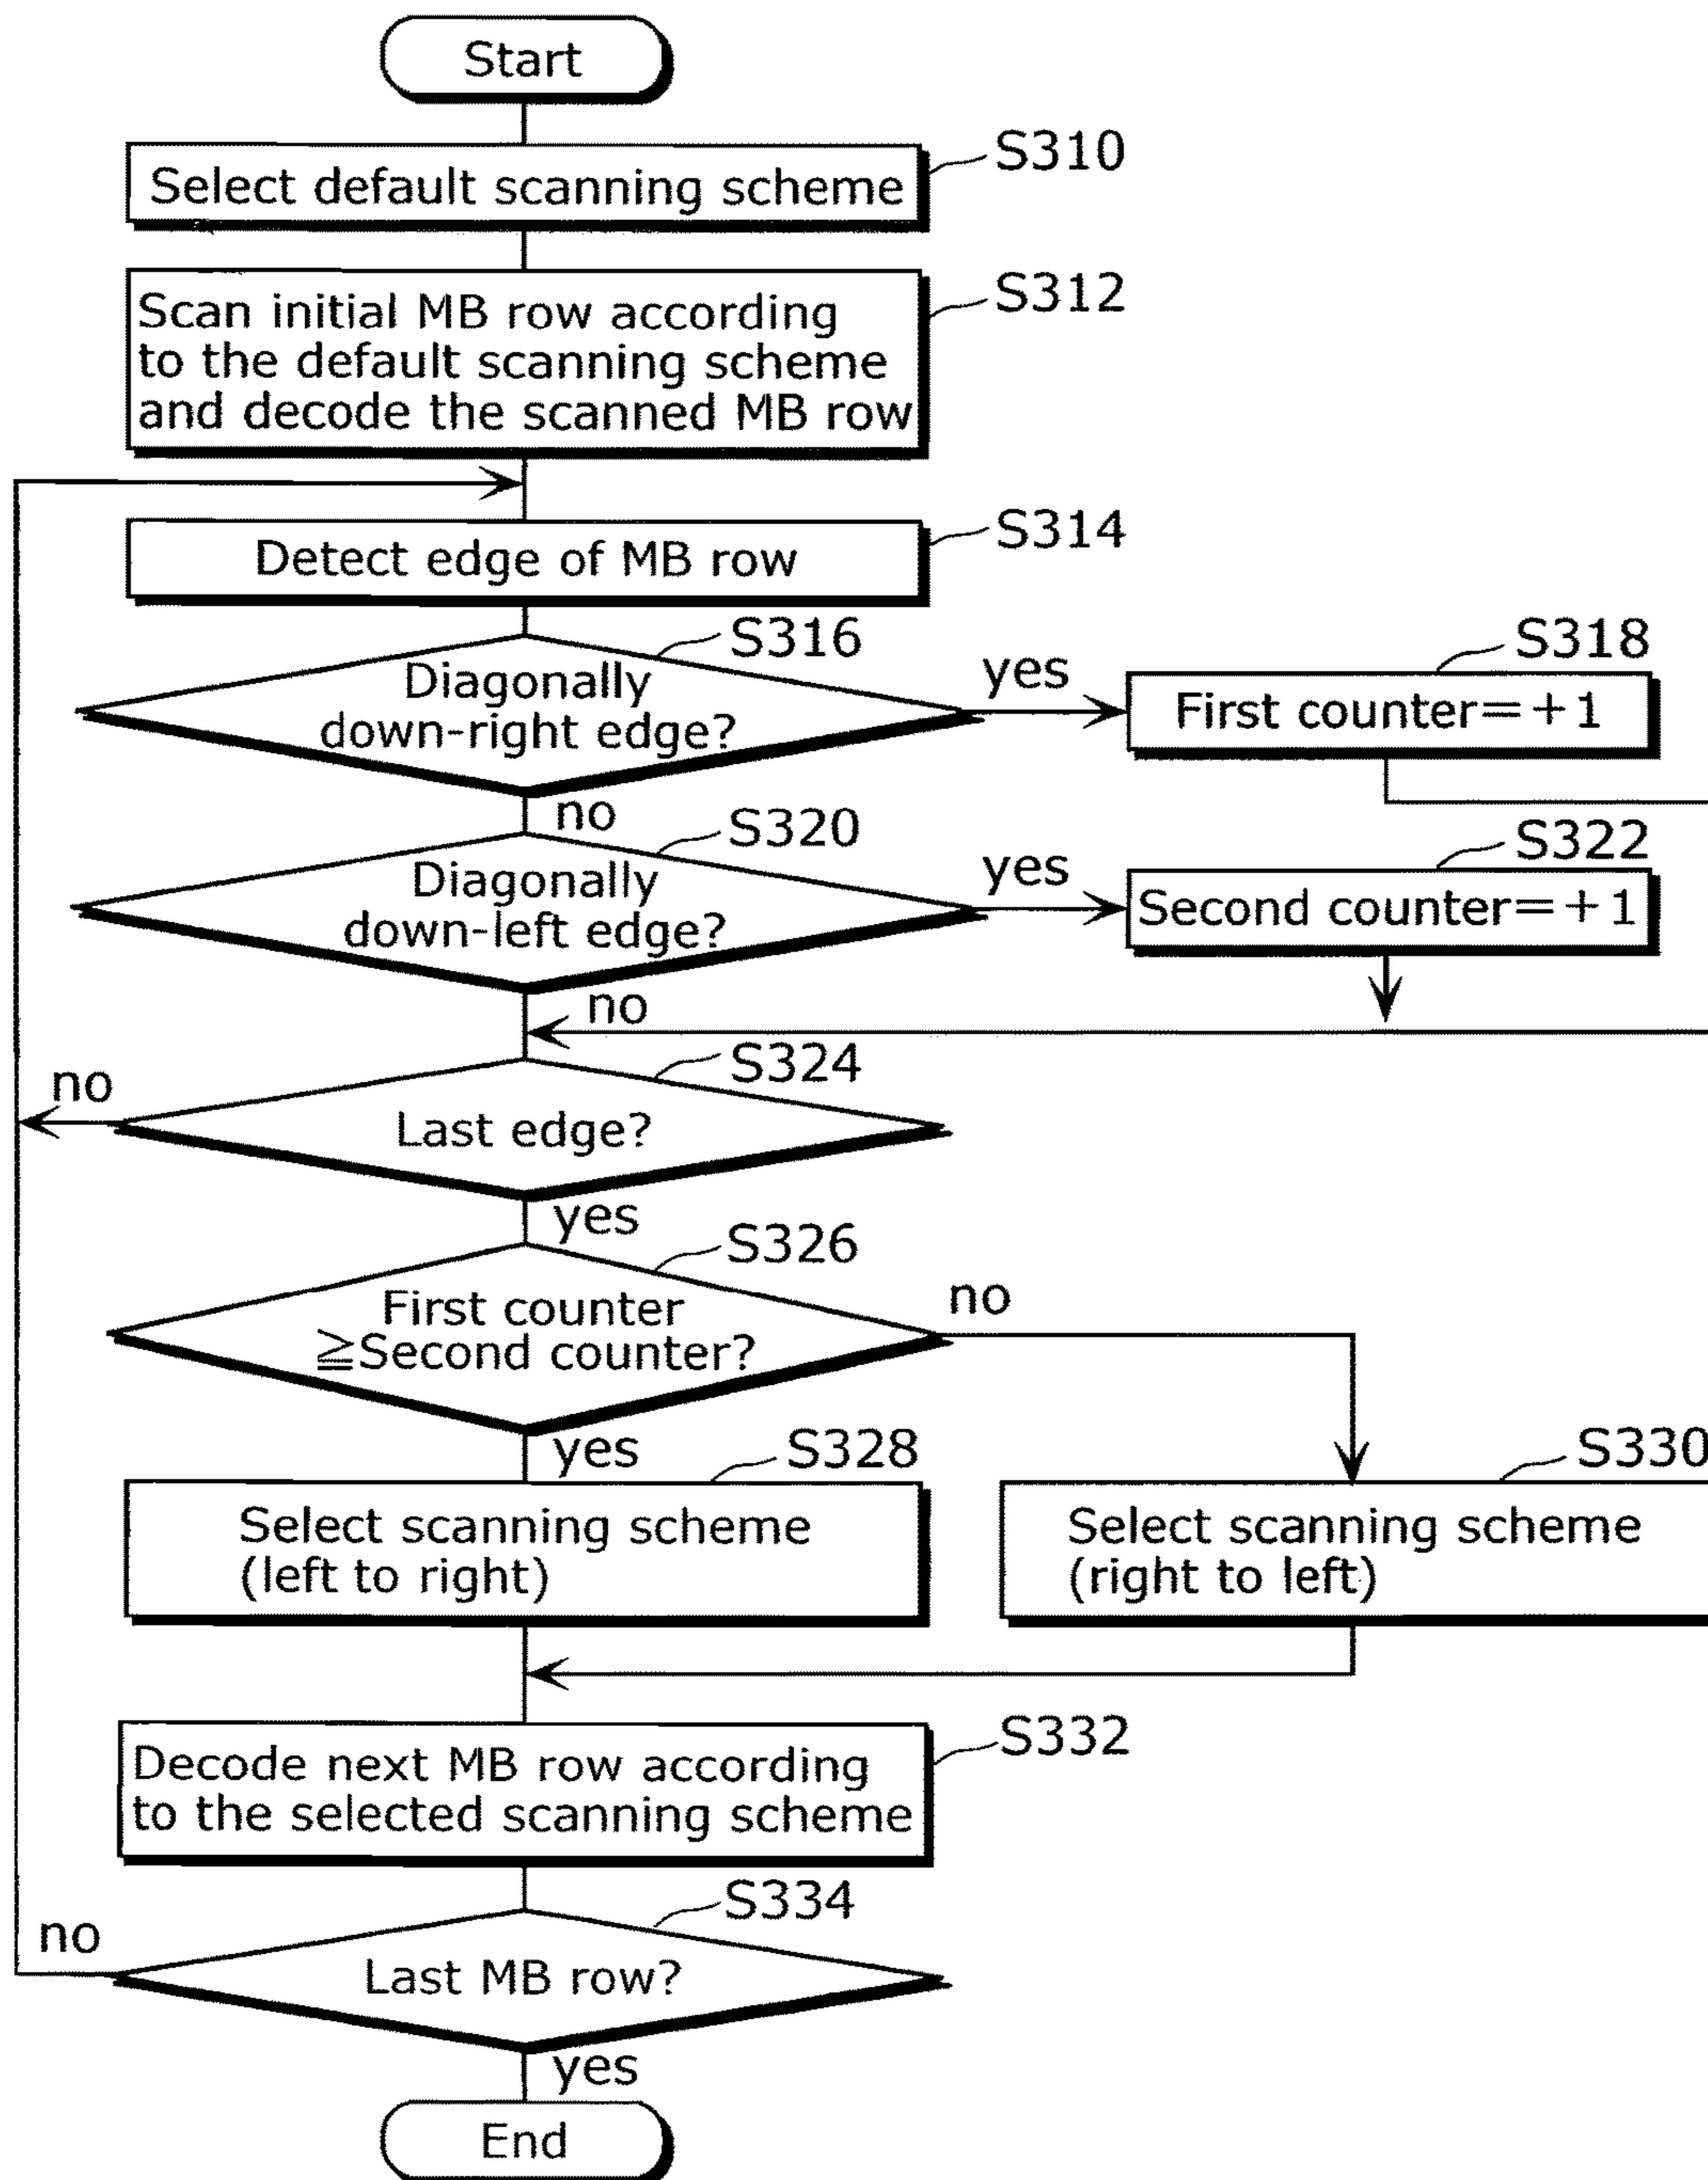 Start
S310
Select default scanning scheme
S312
Scan initial MB row according
to the default scanning scheme
and decode the scanned MB row
S314
Detect edge of MB row
S316
Diagonally
down-right edge?
yes
S318
First counter=+1
no
S320
Diagonally
down-left edge?
yes
S322
Second counter=+1
no
S324
Last edge?
no
yes
S326
First counter
≧Second counter?
no
yes
S328
Select scanning scheme
(left to right)
S330
Select scanning scheme
(right to left)
S332
Decode next MB row according
to the selected scanning scheme
S334
Last MB row?
no
yes
End